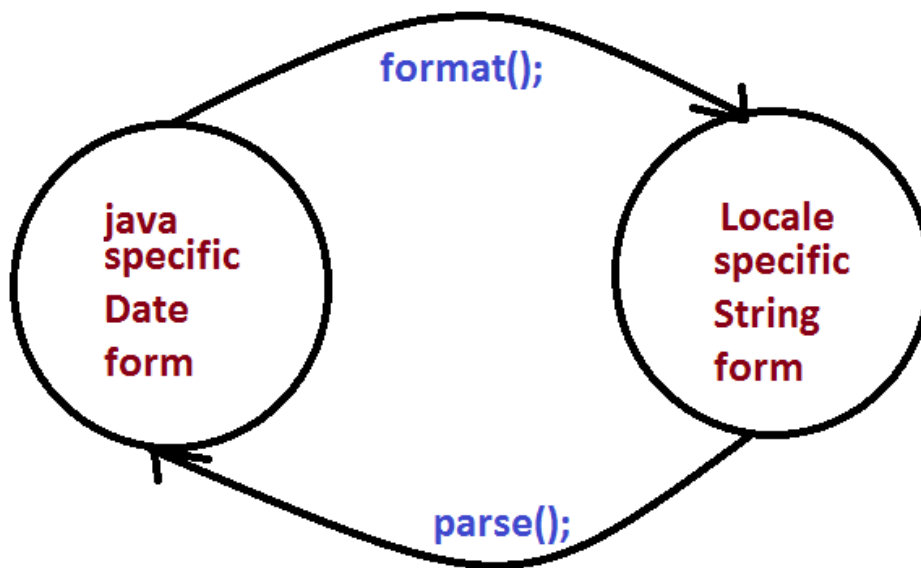 format();
java
specific
Date
form
Locale
specific
String
form
parse();